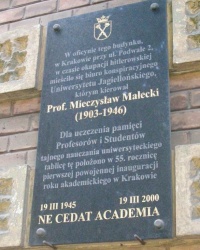 W oficynie tego budynku,
w Krakowie przy ul. Podwale 2,
w czasie okupacji hitlerowskiej
mieściło się biuro konspiracyjnego
Uniwersytetu Jagiellońskiego,
którym kierował
Prof. Mieczysław Małecki
(1903-1946)
Dla uczczenia pamięci
Profesorów i Studentów
tajnego nauczania uniwersyteckiego
tablicę tę położono w 55. rocznicę
pierwszej powojennej inauguracji
roku akademickiego w Krakowie
19 III 1945 19 III 2000
NE CEDAT ACADEMIA